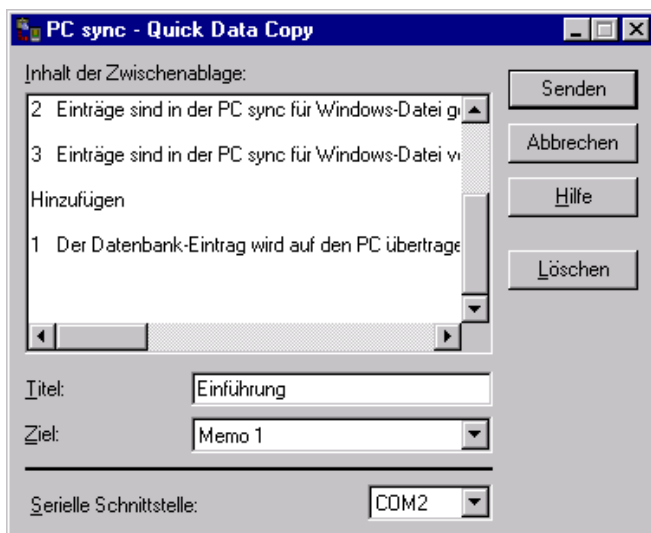 PC sync - Quick Data Copy
Inhalt der Zwischenablage:
2 Einträge sind in der PC sync für Windows-Datei
3 Einträge sind in der PC sync für Windows-Datei
Hinzufügen
1 Der Datenbank-Eintrag wird auf den PC übertrage
Senden
Abbrechen
Hilfe
Löschen
Titel: Einführung
Ziel: Memo 1
Serielle Schnittstelle: COM2